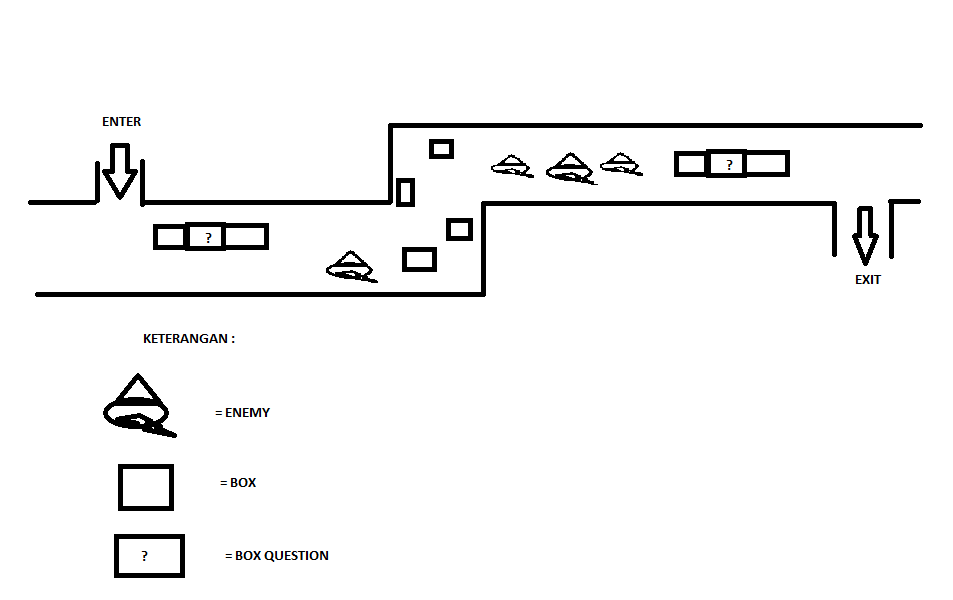 ENTER
?
?
EXIT
KETERANGAN :
= ENEMY
= BOX
?
= BOX QUESTION